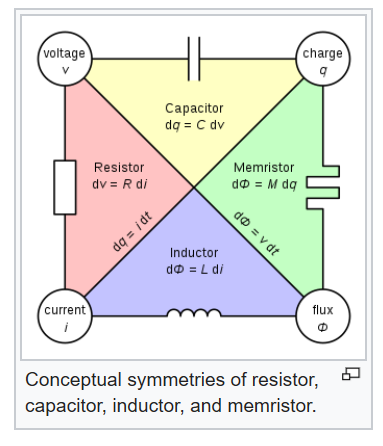 voltage
v
charge
q
Capacitor
dq = C dv
Resistor
dv = R di
Memristor
dΦ = M dq
dq = i dt
dΦ = v dt
Inductor
dΦ = L di
current
i
flux
Φ
Conceptual symmetries of resistor,
capacitor, inductor, and memristor.